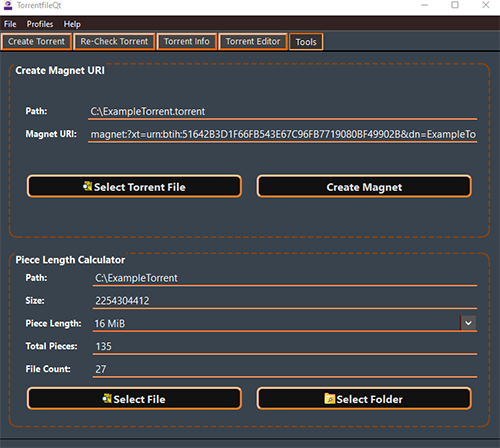 TorrentfileQt
File Profiles Help
Create Torrent Re-Check Torrent Torrent Info Torrent Editor Tools
Create Magnet URI
Path: C:\ExampleTorrent.torrent
Magnet URI: magnet:?xt=urn:btih:51642B3D1F66FB543E67C96FB7719080BF49902B&dn=ExampleTo
Select Torrent File Create Magnet
Piece Length Calculator
Path: C:\ExampleTorrent
Size: 2254304412
Piece Length: 16 MiB
Total Pieces: 135
File Count: 27
Select File Select Folder